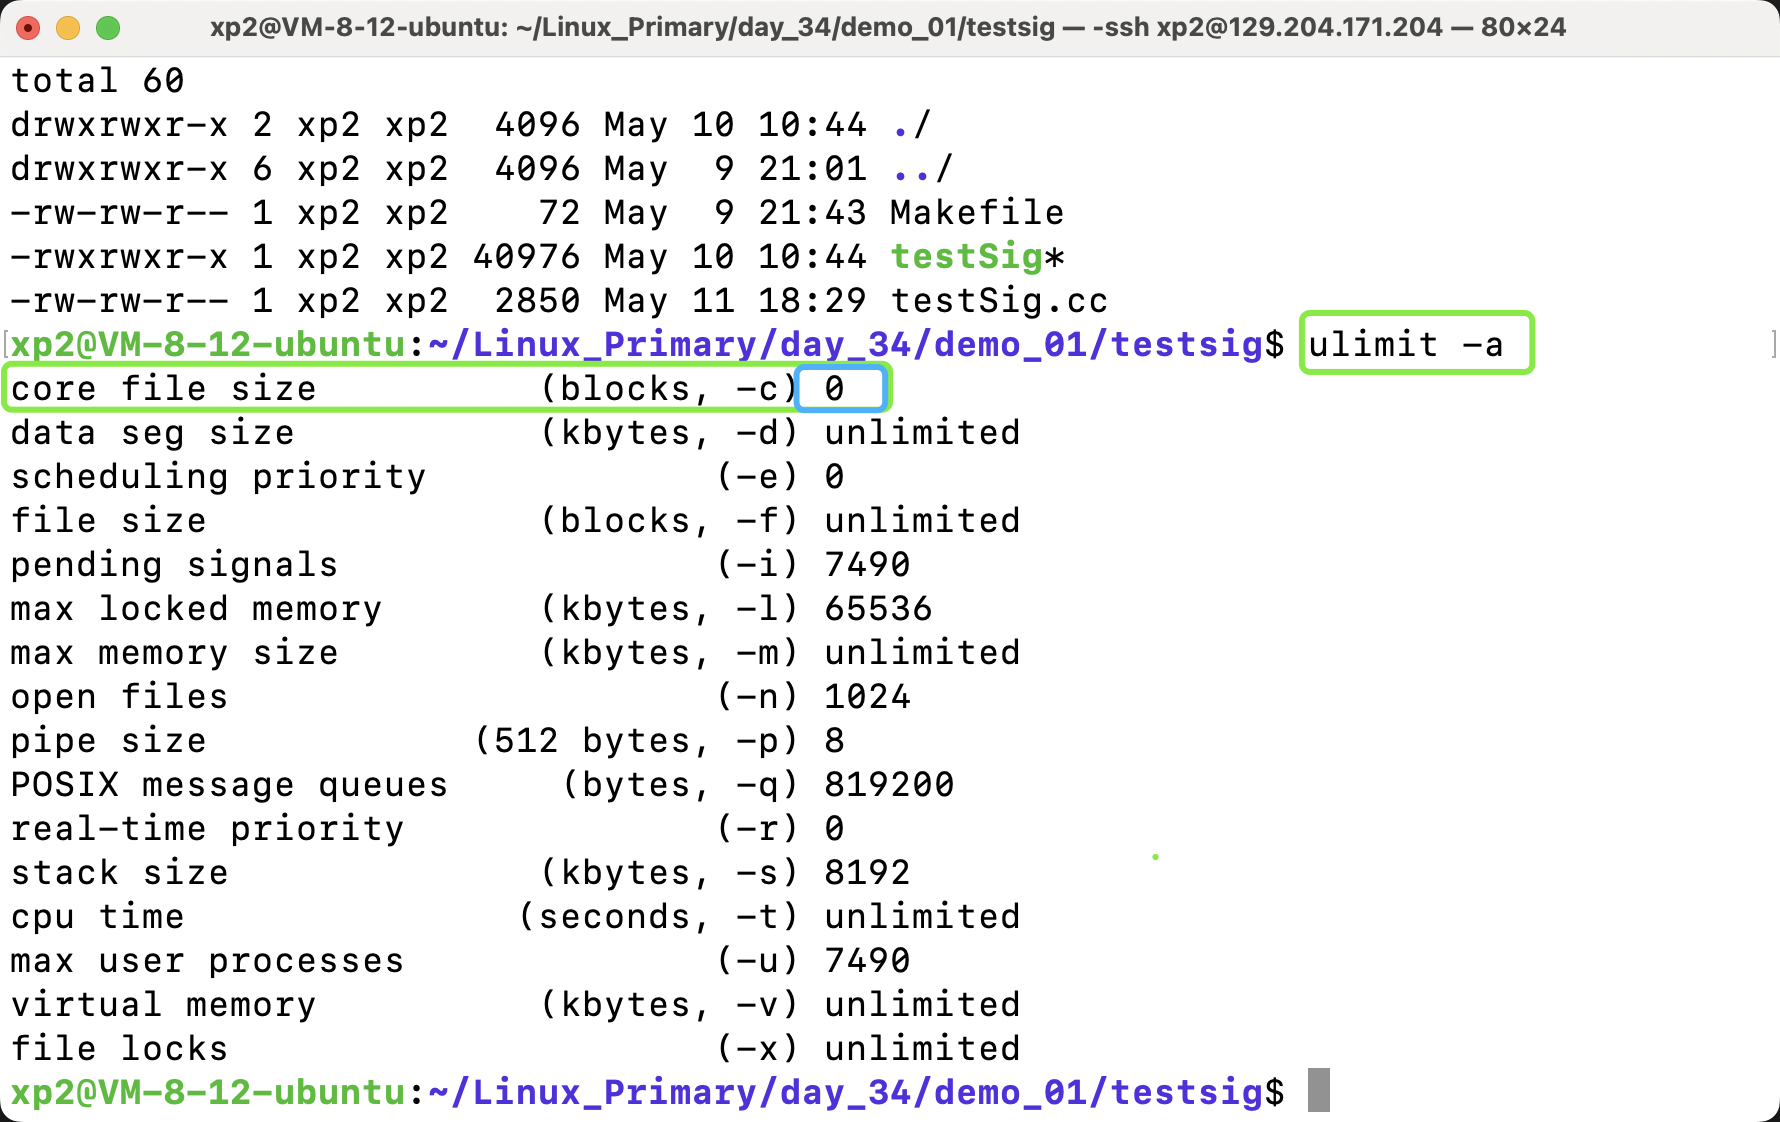 xp2@VM-8-12-ubuntu: ~/Linux_Primary/day_34/demo_01/testsig — -ssh xp2@129.204.171.204 — 80×24
total 60
drwxrwxr-x 2 xp2 xp2  4096 May 10 10:44 ./
drwxrwxr-x 6 xp2 xp2  4096 May  9 21:01 ../
-rw-rw-r-- 1 xp2 xp2    72 May  9 21:43 Makefile
-rwxrwxr-x 1 xp2 xp2 40976 May 10 10:44 testSig*
-rw-rw-r-- 1 xp2 xp2  2850 May 11 18:29 testSig.cc
xp2@VM-8-12-ubuntu:~/Linux_Primary/day_34/demo_01/testsig$ ulimit -a
core file size          (blocks, -c) 0
data seg size           (kbytes, -d) unlimited
scheduling priority             (-e) 0
file size               (blocks, -f) unlimited
pending signals                 (-i) 7490
max locked memory       (kbytes, -l) 65536
max memory size         (kbytes, -m) unlimited
open files                      (-n) 1024
pipe size            (512 bytes, -p) 8
POSIX message queues     (bytes, -q) 819200
real-time priority              (-r) 0
stack size              (kbytes, -s) 8192
cpu time               (seconds, -t) unlimited
max user processes              (-u) 7490
virtual memory          (kbytes, -v) unlimited
file locks                      (-x) unlimited
xp2@VM-8-12-ubuntu:~/Linux_Primary/day_34/demo_01/testsig$